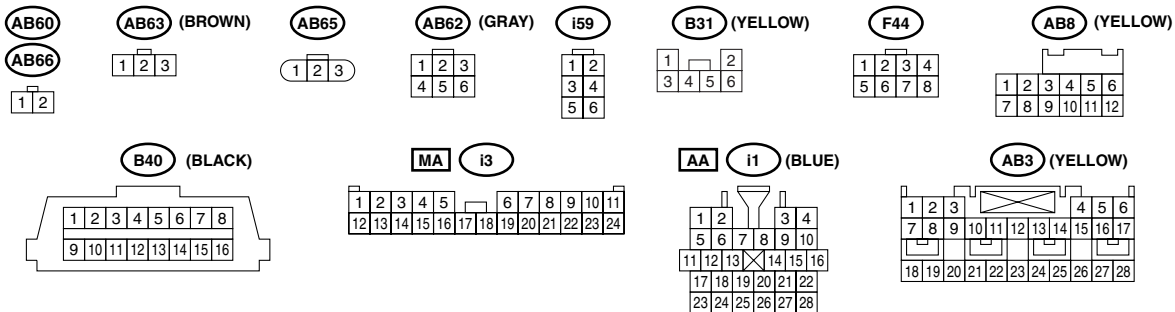 AB60 AB63 (BROWN) AB65 AB62 (GRAY) i59 B31 (YELLOW) F44 AB8 (YELLOW)
AB66
1 2
1 2 3
1 2 3
1 2 3
4 5 6
1 2
3 4
5 6
1 2
3 4 5 6
1 2 3 4
5 6 7 8
1 2 3 4 5 6
7 8 9 10 11 12
B40 (BLACK) MA i3 AA i1 (BLUE) AB3 (YELLOW)
1 2 3 4 5 6 7 8
9 10 11 12 13 14 15 16
1 2 3 4 5 6 7 8 9 10 11
12 13 14 15 16 17 18 19 20 21 22 23 24
1 2 3 4
5 6 7 8 9 10
11 12 13 14 15 16
17 18 19 20 21 22
23 24 25 26 27 28
1 2 3 4 5 6
7 8 9 10 11 12 13 14 15 16 17
18 19 20 21 22 23 24 25 26 27 28